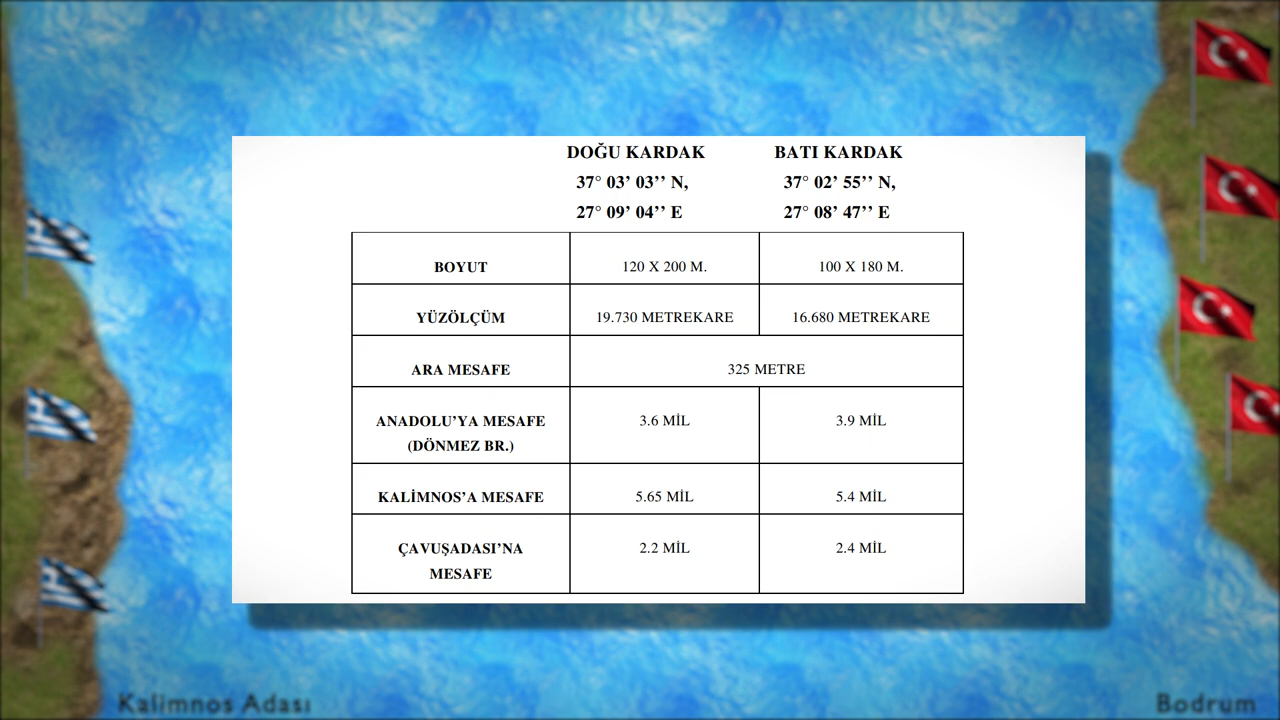 DOĞU KARDAK BATI KARDAK
37° 03’ 03’’ N, 37° 02’ 55’’ N,
27° 09’ 04’’ E 27° 08’ 47’’ E
BOYUT 120 X 200 M. 100 X 180 M.
YÜZÖLÇÜM 19.730 METREKARE 16.680 METREKARE
ARA MESAFE 325 METRE
ANADOLU’YA MESAFE 3.6 MİL 3.9 MİL
(DÖNMEZ BR.)
KALİMNOS’A MESAFE 5.65 MİL 5.4 MİL
ÇAVUŞADASI’NA 2.2 MİL 2.4 MİL
MESAFE
Kalimnos Adası Bodrum